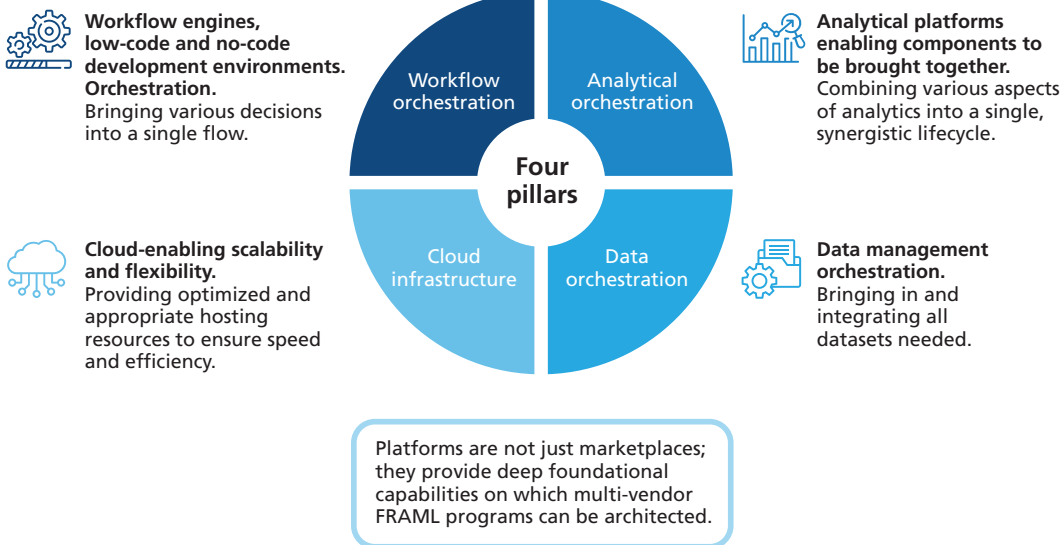 Workflow engines,
low-code and no-code
development environments.
Orchestration.
Bringing various decisions
into a single flow.
Workflow
orchestration
Analytical
orchestration
Analytical platforms
enabling components to
be brought together.
Combining various aspects
of analytics into a single,
synergistic lifecycle.
Four
pillars
Cloud-enabling scalability
and flexibility.
Providing optimized and
appropriate hosting
resources to ensure speed
and efficiency.
Cloud
infrastructure
Data
orchestration
Data management
orchestration.
Bringing in and
integrating all
datasets needed.
Platforms are not just marketplaces;
they provide deep foundational
capabilities on which multi-vendor
FRAML programs can be architected.